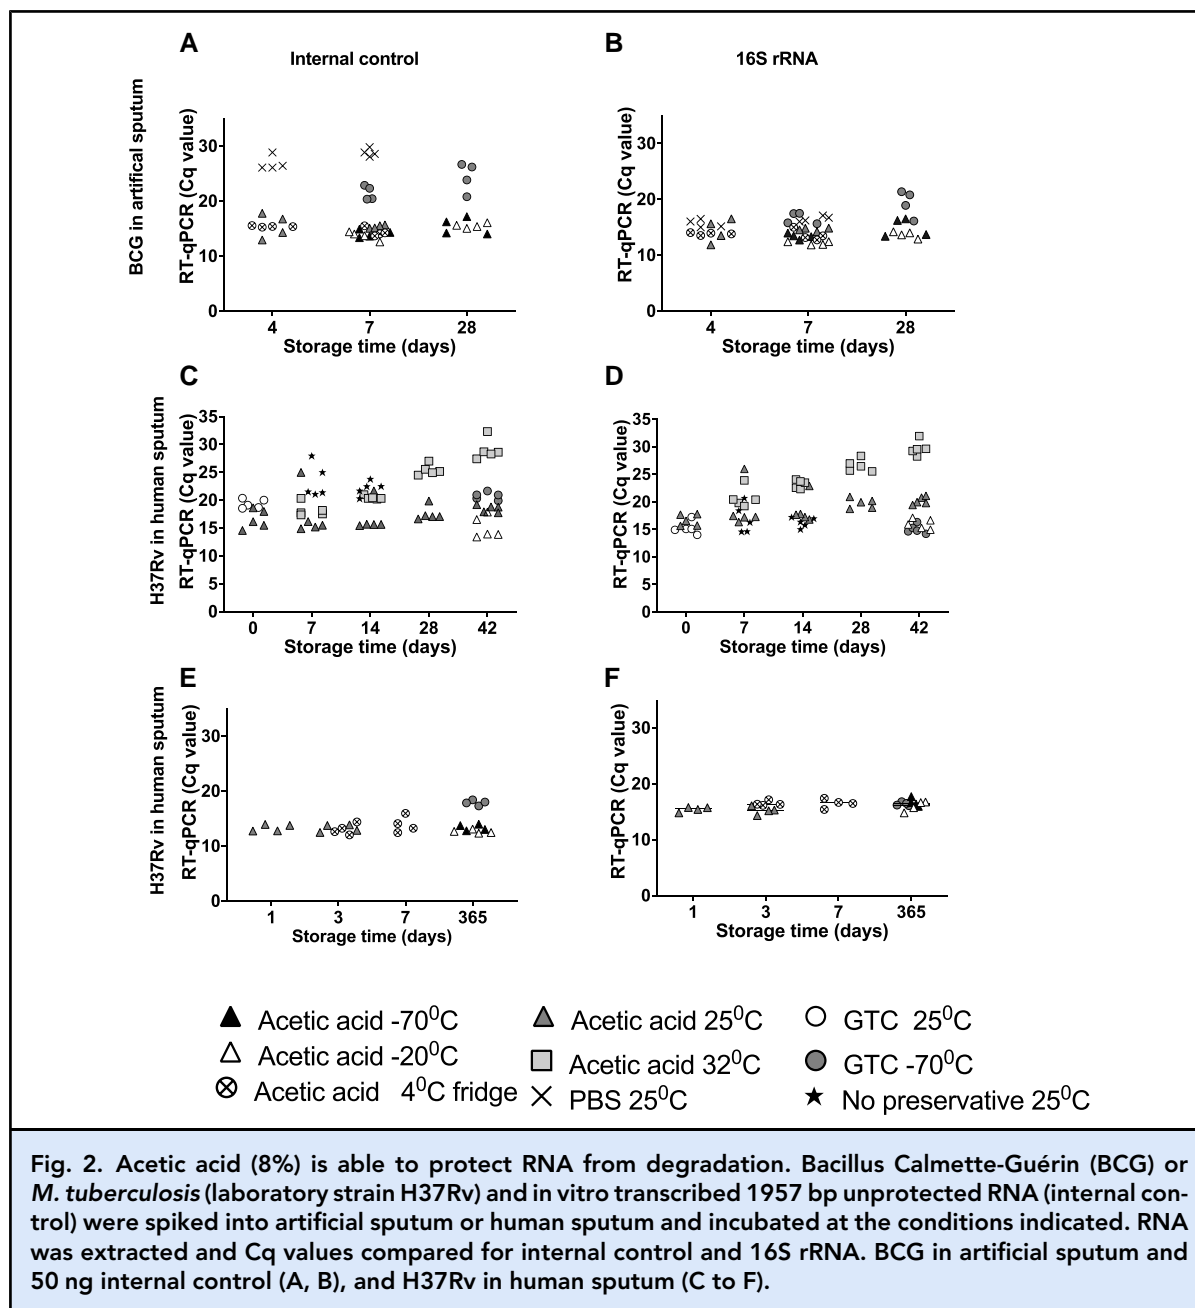 A
Internal control
B
16S rRNA
BCG in artifical sputum
RT-qPCR (Cq value)
30
20
10
0
4
7
28
Storage time (days)
RT-qPCR (Cq value)
30
20
10
0
4
7
28
Storage time (days)
C
H37Rv in human sputum
RT-qPCR (Cq value)
35
30
25
20
15
10
5
0
0
7
14
28
42
Storage time (days)
D
RT-qPCR (Cq value)
35
30
25
20
15
10
5
0
0
7
14
28
42
Storage time (days)
E
H37Rv in human sputum
RT-qPCR (Cq value)
30
20
10
0
1
3
7
365
Storage time (days)
F
RT-qPCR (Cq value)
30
20
10
0
1
3
7
365
Storage time (days)
Acetic acid -70⁰C
Acetic acid 25⁰C
GTC 25⁰C
Acetic acid -20⁰C
Acetic acid 32⁰C
GTC -70⁰C
Acetic acid 4⁰C fridge
PBS 25⁰C
No preservative 25⁰C
Fig. 2. Acetic acid (8%) is able to protect RNA from degradation. Bacillus Calmette-Guérin (BCG) or
M. tuberculosis (laboratory strain H37Rv) and in vitro transcribed 1957 bp unprotected RNA (internal con-
trol) were spiked into artificial sputum or human sputum and incubated at the conditions indicated. RNA
was extracted and Cq values compared for internal control and 16S rRNA. BCG in artificial sputum and
50 ng internal control (A, B), and H37Rv in human sputum (C to F).